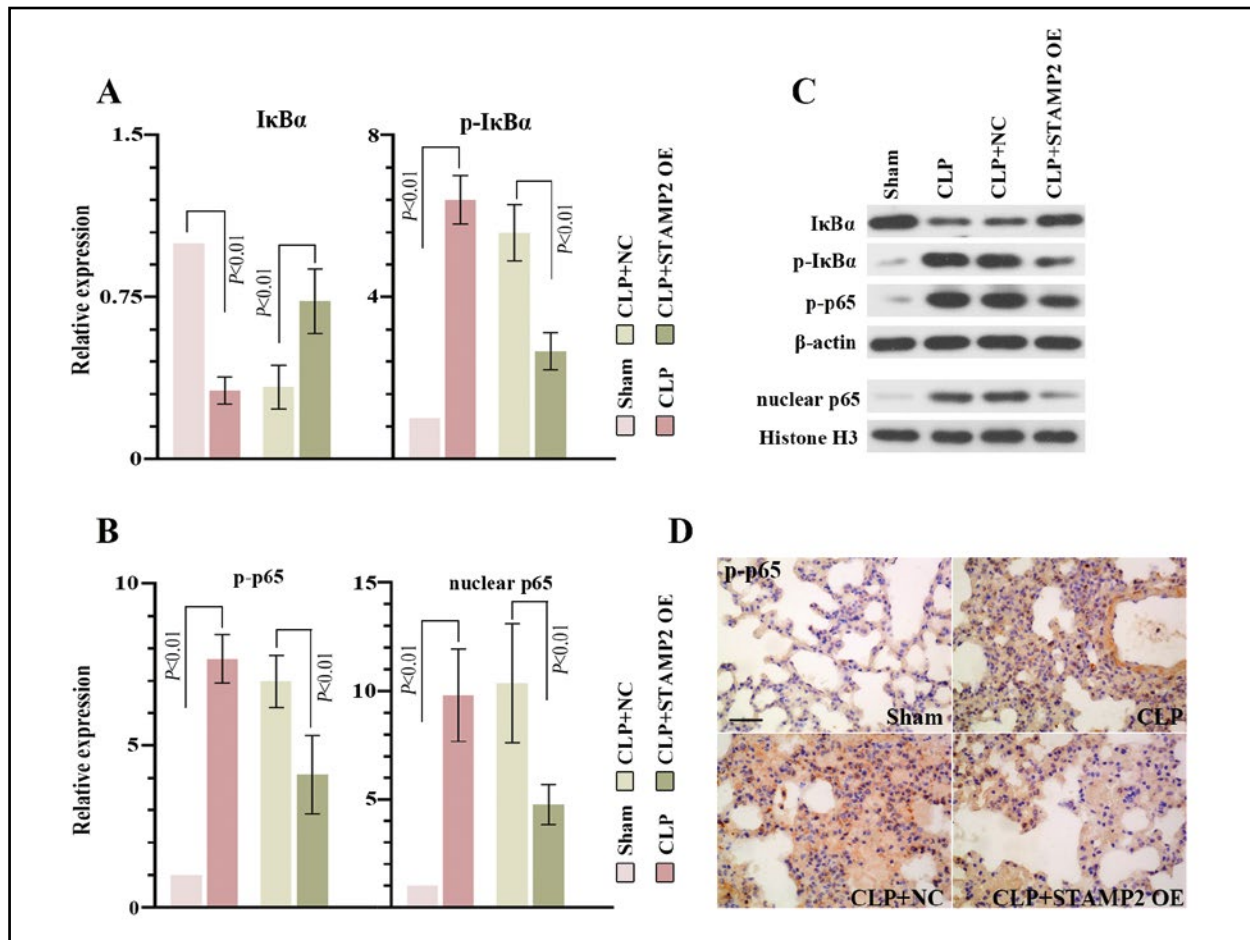 A
IκBα
p-IκBα
1.5
0.75
0
8
4
Relative expression
P<0.01
P<0.01
P<0.01
P<0.01
CLP+NC
CLP+STAMP2 OE
Sham
CLP
B
p-p65
nuclear p65
10
5
0
15
10
5
Relative expression
P<0.01
P<0.01
P<0.01
P<0.01
CLP+NC
CLP+STAMP2 OE
Sham
CLP
C
Sham
CLP
CLP+NC
CLP+STAMP2 OE
IκBα
p-IκBα
p-p65
β-actin
nuclear p65
Histone H3
D
p-p65
Sham
CLP
CLP+NC
CLP+STAMP2 OE